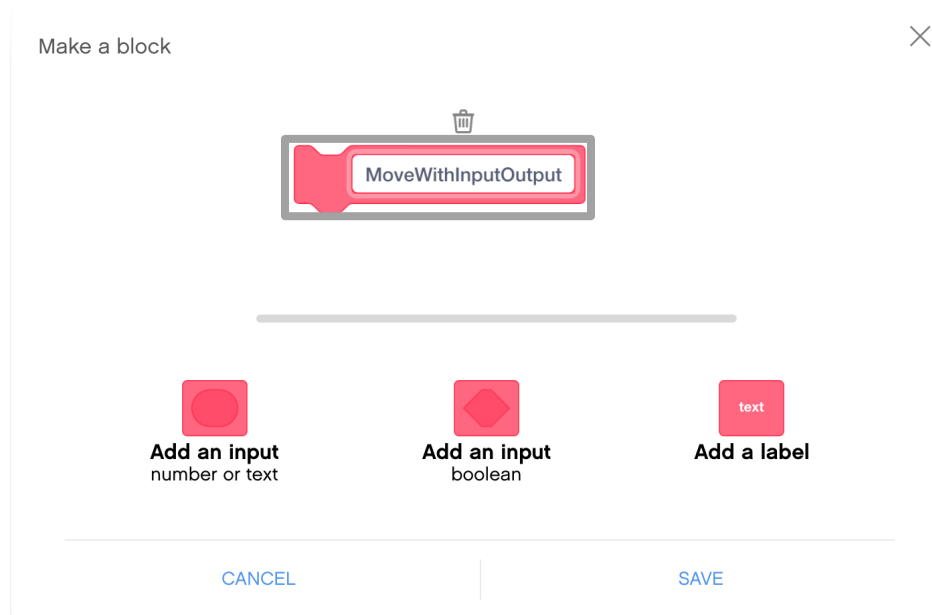 Make a block
MoveWithInputOutput
text
Add an input
number or text
Add an input
boolean
Add a label
CANCEL
SAVE